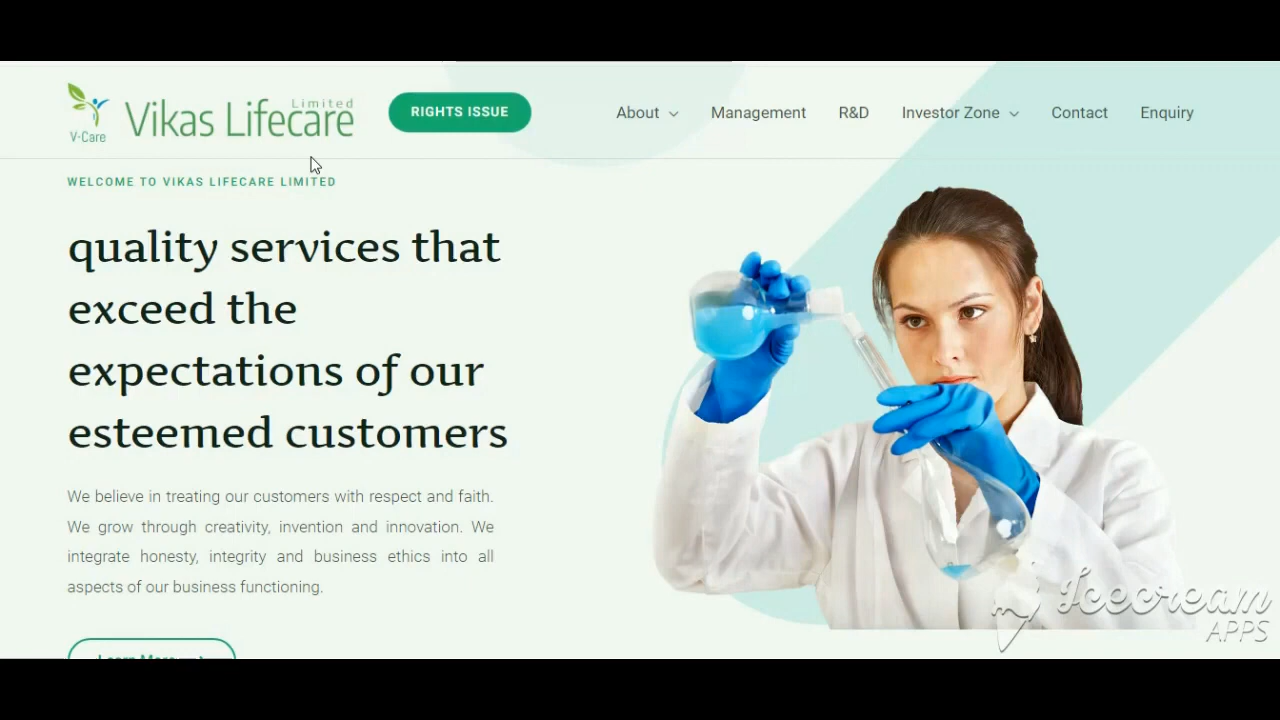 V·Care
Vikas Lifecare
Limited
RIGHTS ISSUE
About
Management
R&D
Investor Zone
Contact
Enquiry
WELCOME TO VIKAS LIFECARE LIMITED
quality services that
exceed the
expectations of our
esteemed customers
We believe in treating our customers with respect and faith.
We grow through creativity, invention and innovation. We
integrate honesty, integrity and business ethics into all
aspects of our business functioning.
Learn More
Icecream
APPS